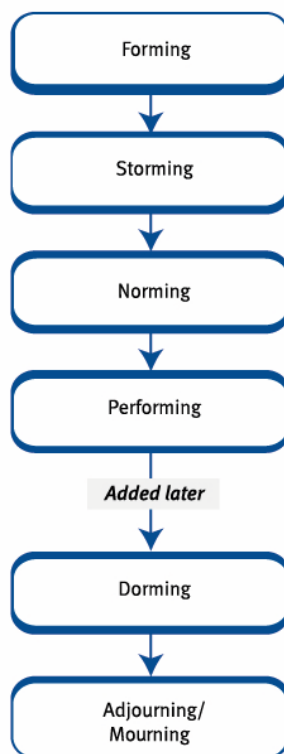 Forming
Storming
Norming
Performing
Added later
Dorming
Adjourning/
Mourning